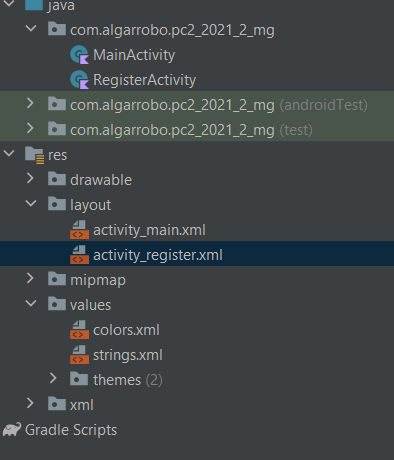 java
com.algarrobo.pc2_2021_2_mg
MainActivity
RegisterActivity
com.algarrobo.pc2_2021_2_mg (androidTest)
com.algarrobo.pc2_2021_2_mg (test)
res
drawable
layout
activity_main.xml
activity_register.xml
mipmap
values
colors.xml
strings.xml
themes (2)
xml
Gradle Scripts